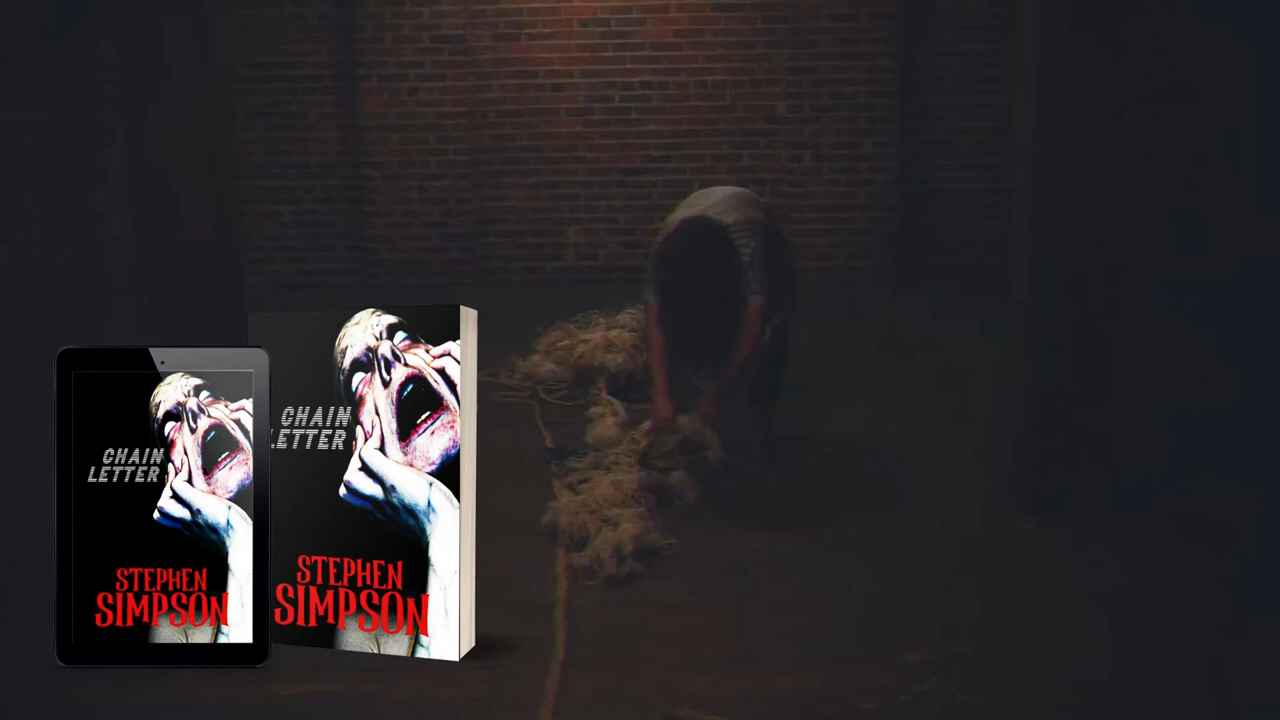 CHAIN
LETTER
STEPHEN
SIMPSON
CHAIN
LETTER
STEPHEN
SIMPSON